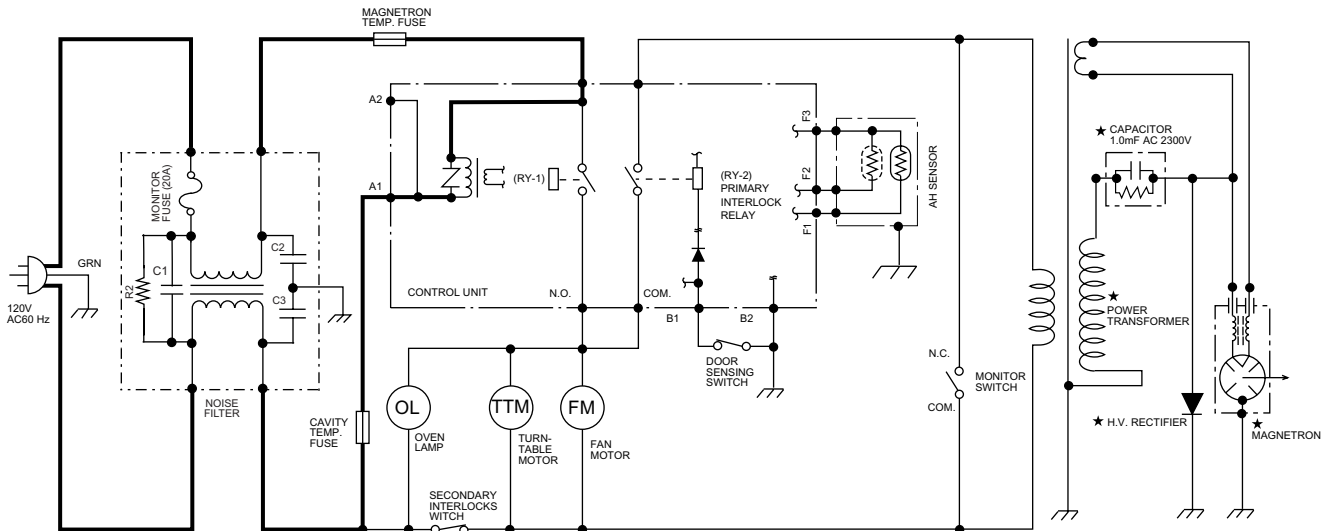 MAGNETRON
TEMP. FUSE
A2
F3
★ CAPACITOR
1.0mF AC 2300V
MONITOR
FUSE (20A)
A1
(RY-1)
(RY-2)
PRIMARY
INTERLOCK
RELAY
F2
AH SENSOR
F1
GRN
C1
C2
R2
C3
120V
AC60 Hz
CONTROL UNIT
N.O.
COM.
B1
B2
★
POWER
TRANSFORMER
DOOR
SENSING
SWITCH
N.C.
MONITOR
SWITCH
COM.
NOISE
FILTER
CAVITY
TEMP.
FUSE
OL
OVEN
LAMP
TTM
TURN-
TABLE
MOTOR
FM
FAN
MOTOR
★ H.V. RECTIFIER
★
MAGNETRON
SECONDARY
INTERLOCKS
WITCH